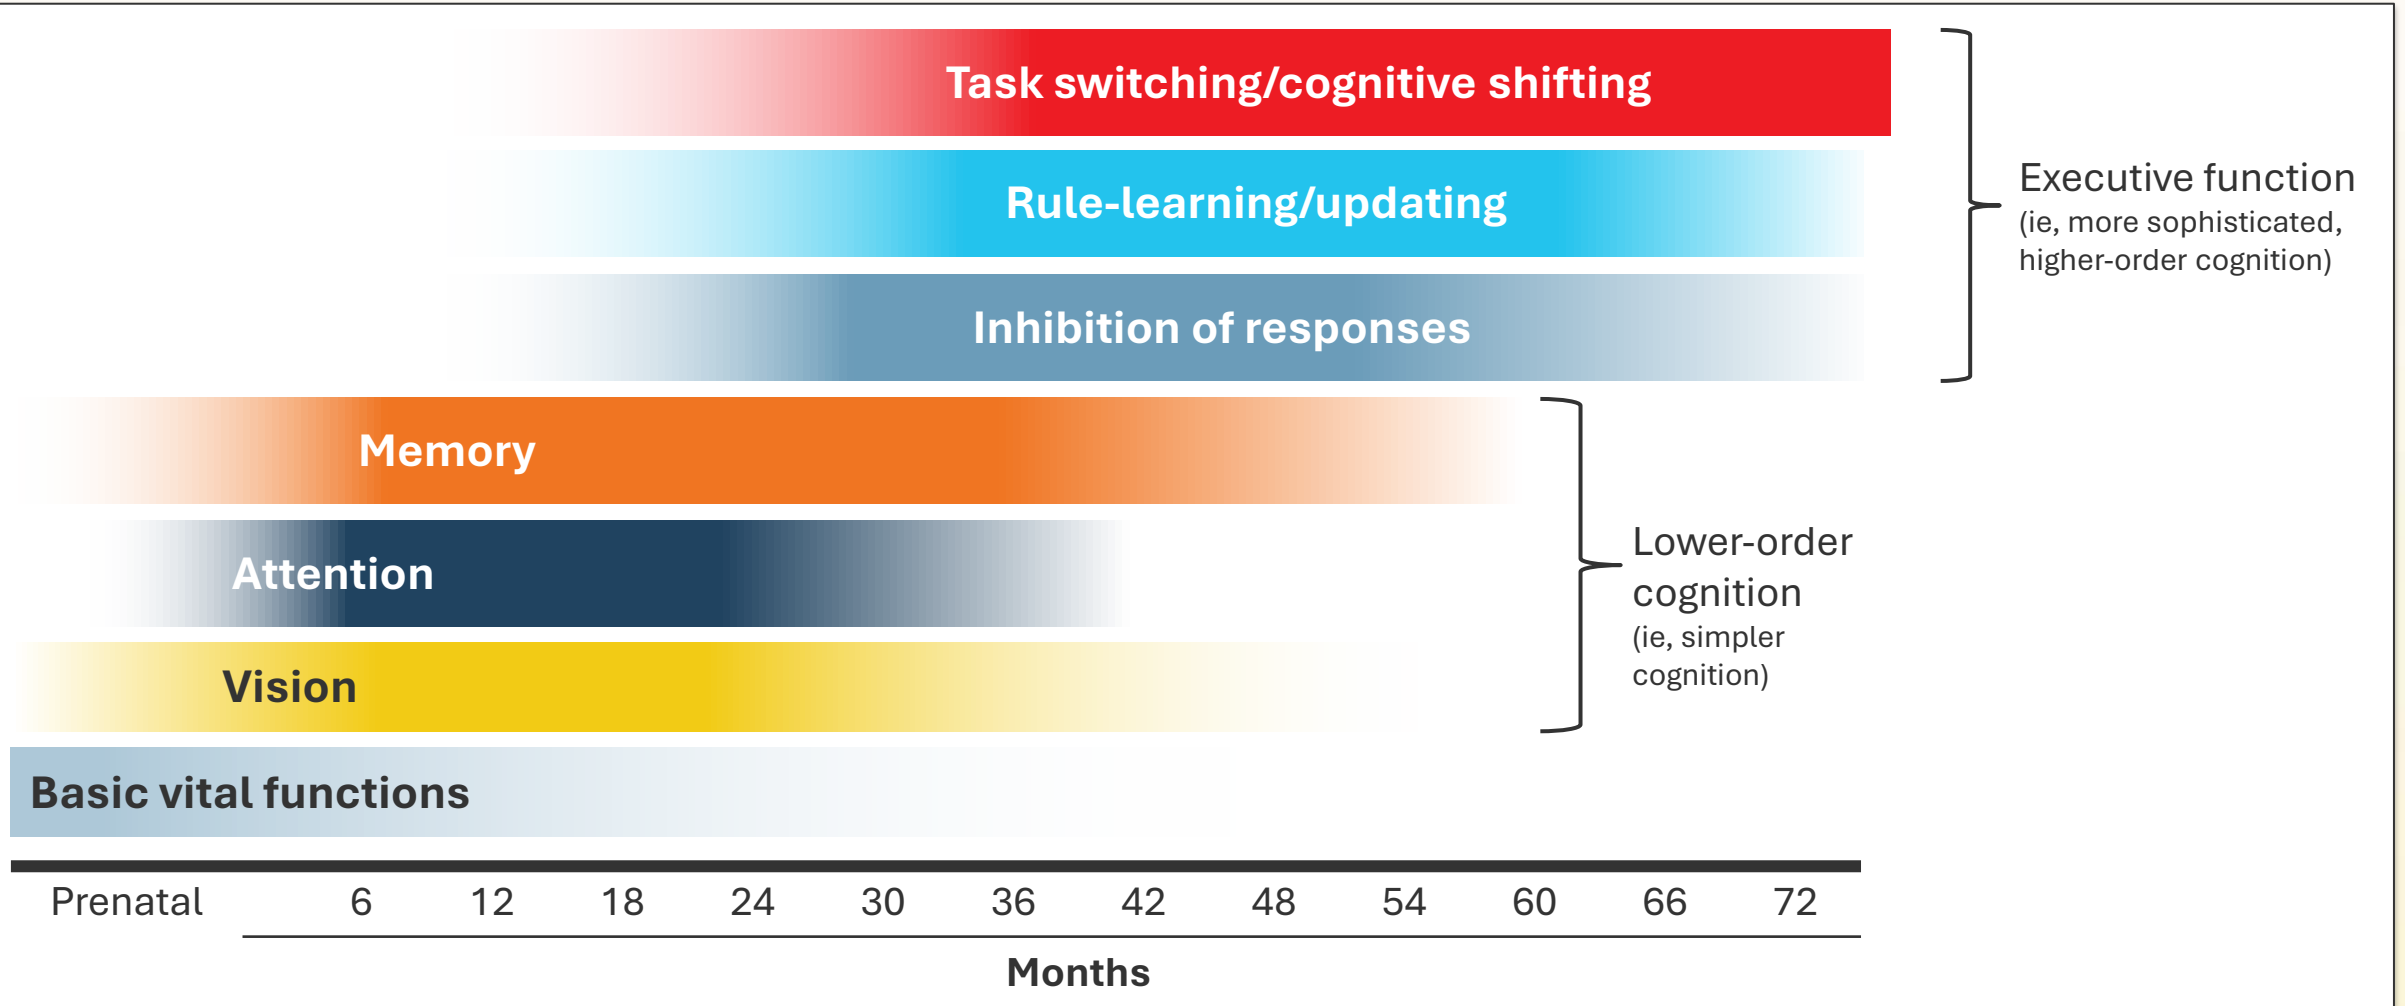 Task switching/cognitive shifting
Rule-learning/updating
Inhibition of responses
Executive function
(ie, more sophisticated,
higher-order cognition)
Memory
Attention
Vision
Lower-order
cognition
(ie, simpler
cognition)
Basic vital functions
Prenatal 6 12 18 24 30 36 42 48 54 60 66 72
Months